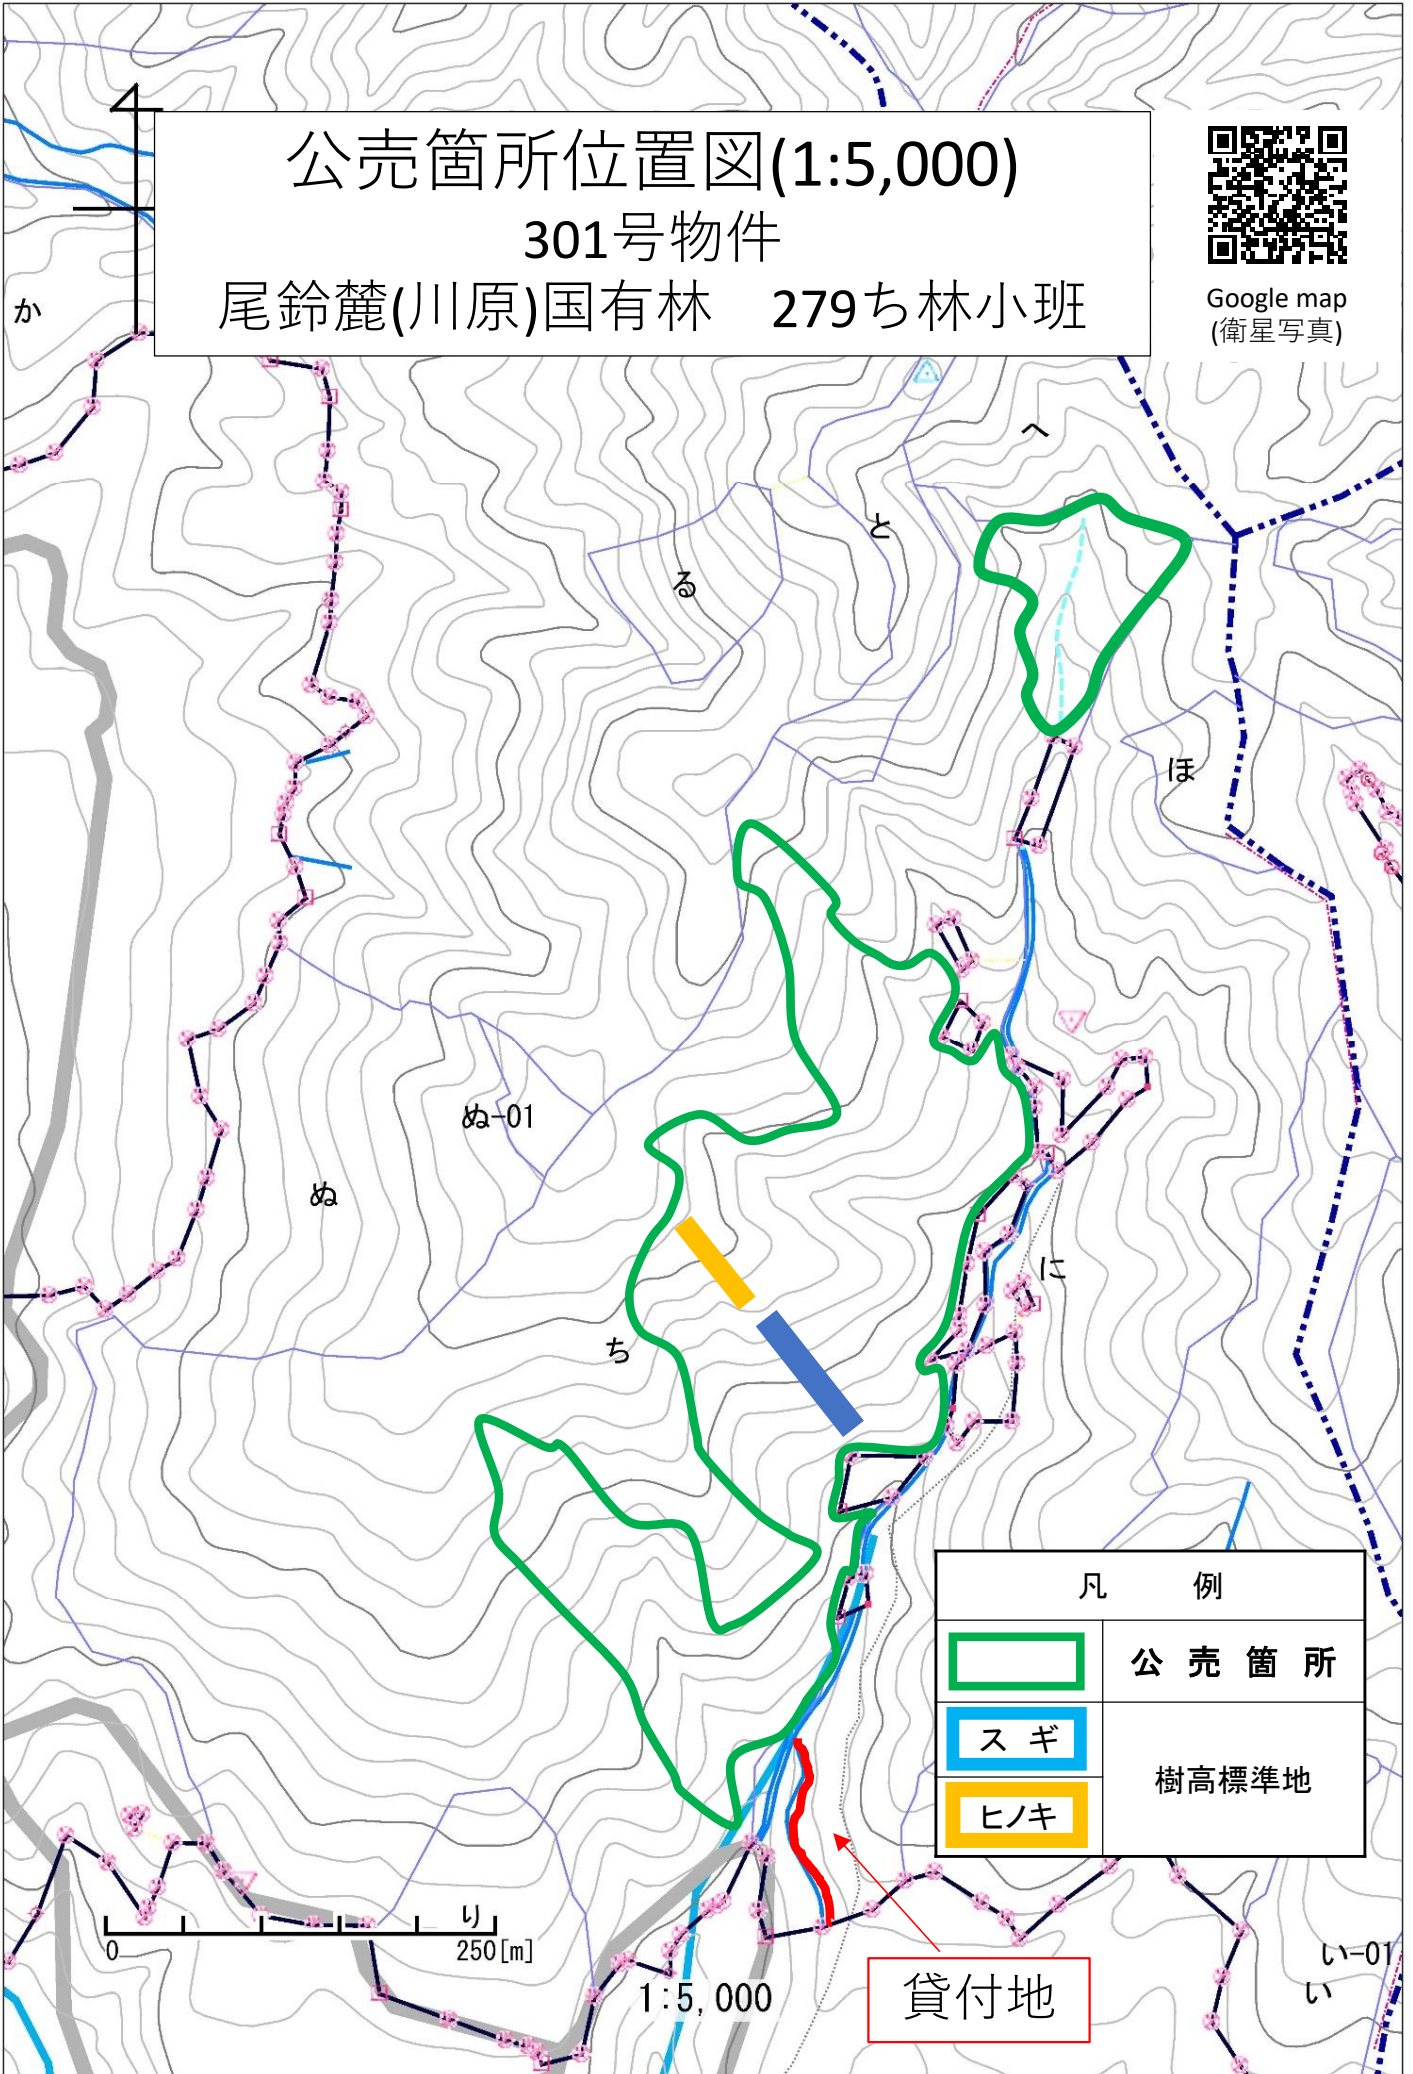 公売箇所位置図(1:5,000)
301号物件
尾鈴麓(川原)国有林　279ち林小班
Google map
(衛星写真)
か
へ
と
る
ほ
ぬ-01
ぬ
に
ち
凡　例
公売箇所
スギ
樹高標準地
ヒノキ
り
0
250[m]
1:5,000
貸付地
い-01
い